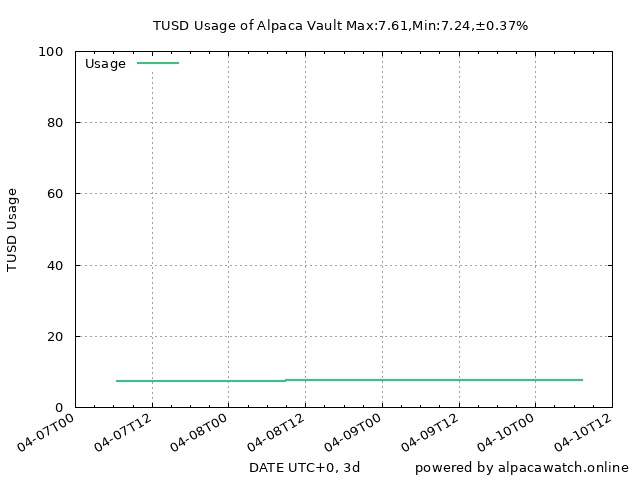 TUSD Usage of Alpaca Vault Max:7.61,Min:7.24,±0.37%
Usage
100
80
60
40
20
0
TUSD Usage
04-07T00
04-07T12
04-08T00
04-08T12
04-09T00
04-09T12
04-10T00
04-10T12
DATE UTC+0, 3d
powered by alpacawatch.online